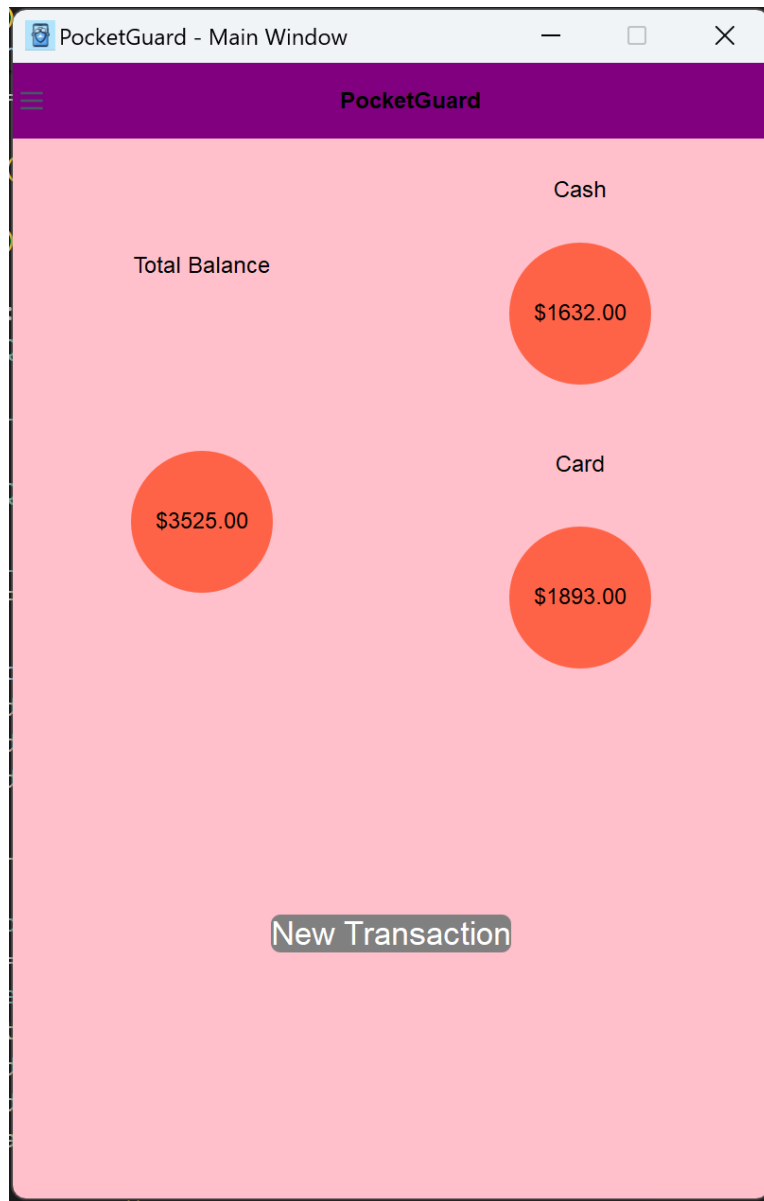 PocketGuard - Main Window
PocketGuard
Cash
Total Balance
$1632.00
Card
$3525.00
$1893.00
New Transaction